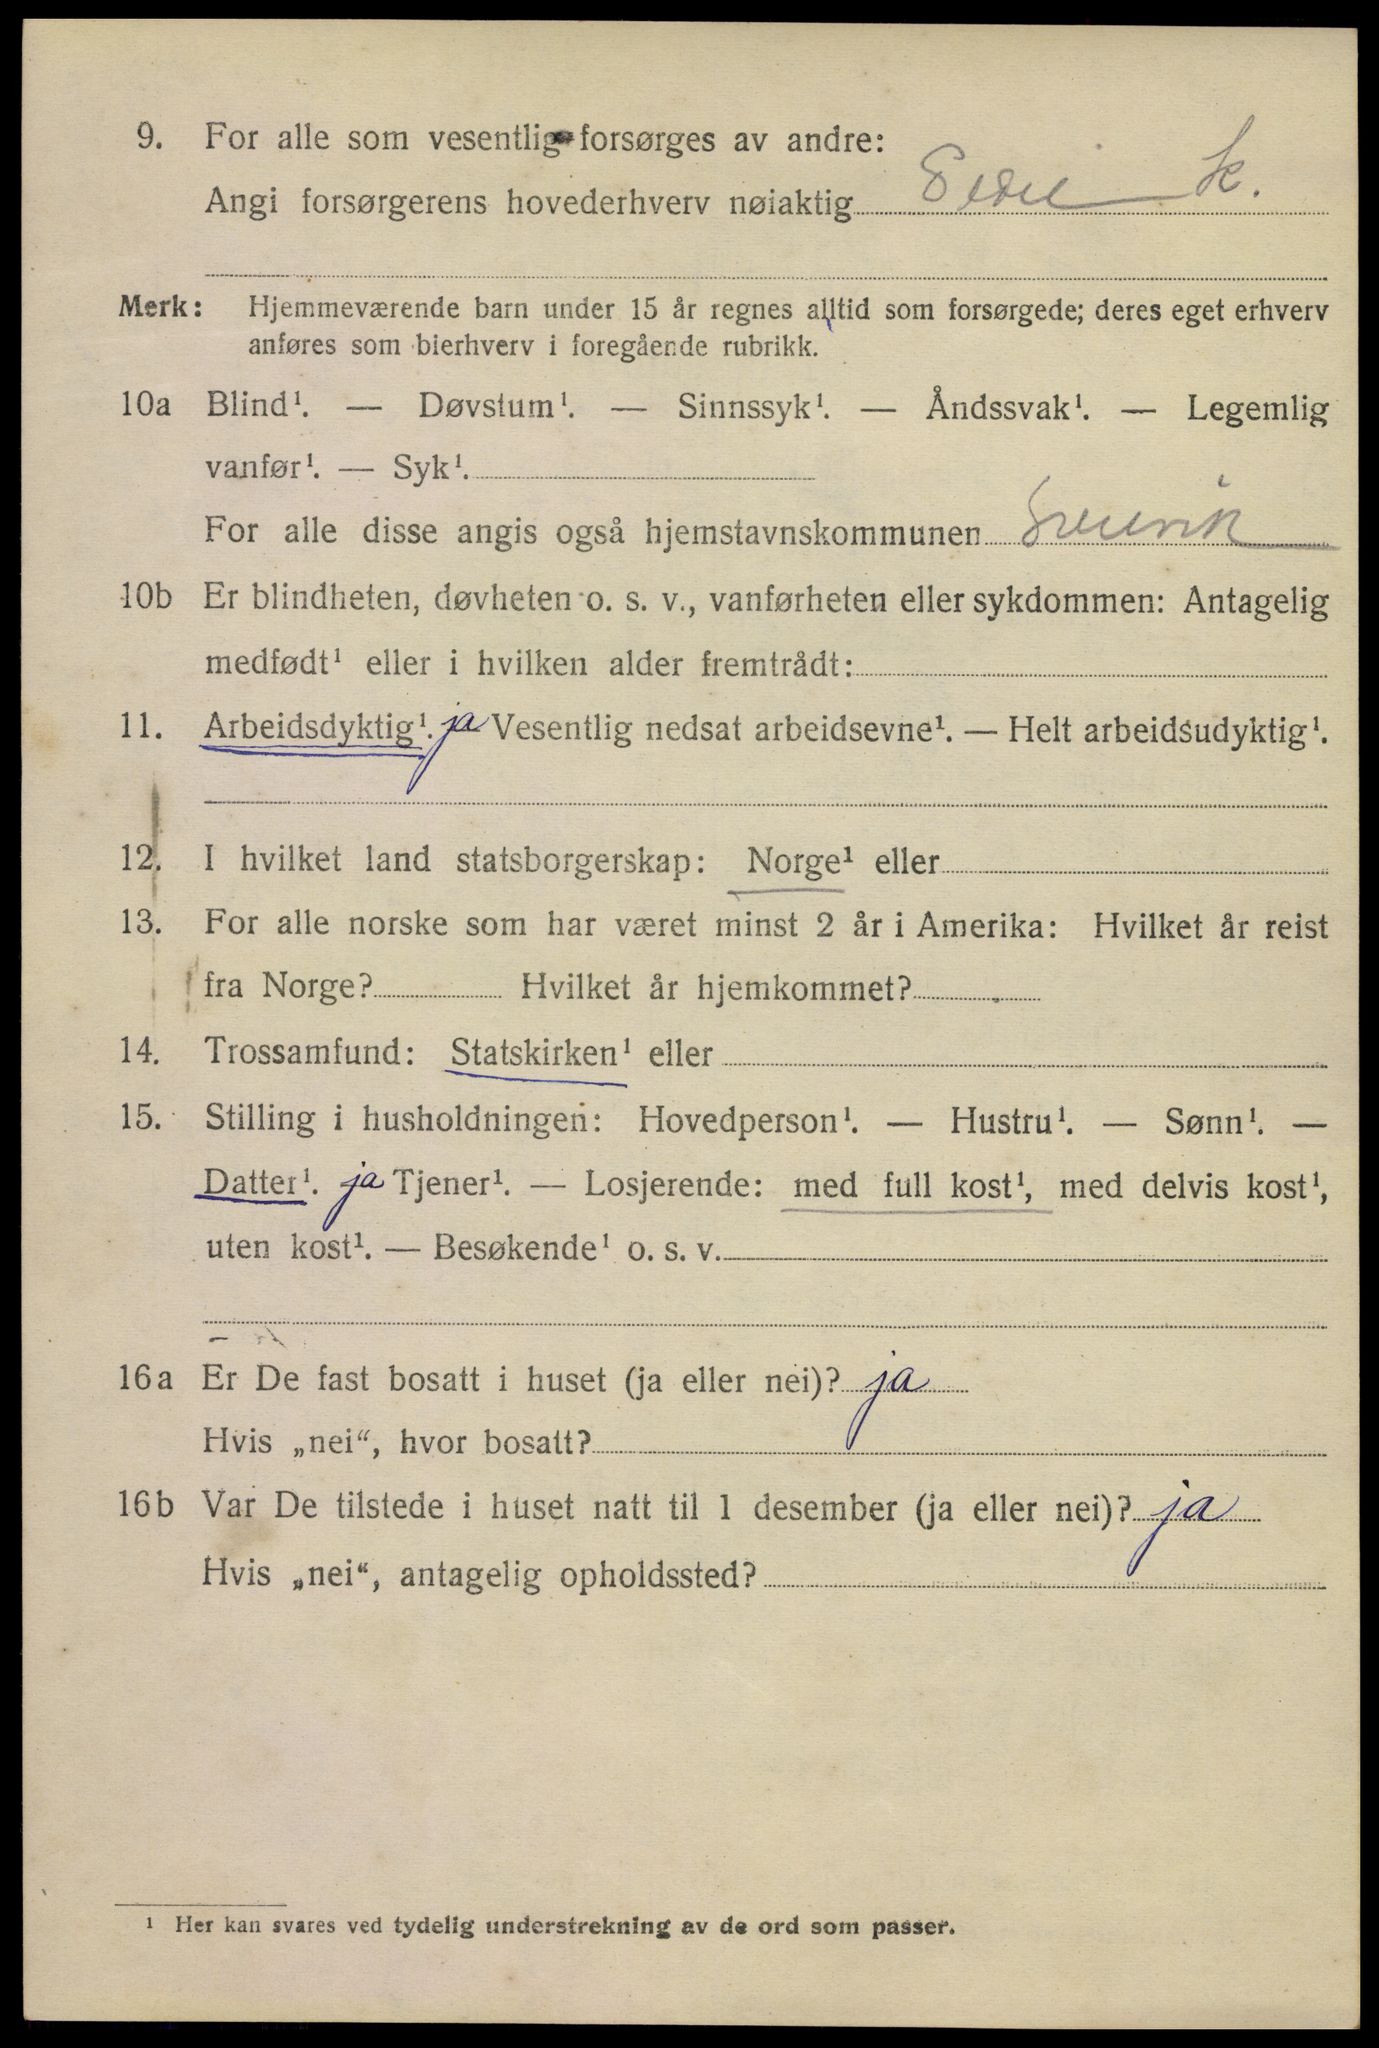 9. For alle som vesentlig forsørges av andre:
Angi forsørgerens hovederhverv nøiaktig k.
Merk: Hjemmeværende barn under 15 år regnes alltid som forsørgede; deres eget erhverv
anføres som bierhverv i foregående rubrikk.
10a Blind¹. — Døvstum¹. — Sinnssyk¹. — Åndssvak¹. — Legemlig
vanfør¹. — Syk¹.
For alle disse angis også hjemstavnskommunen
10b Er blindheten, døvheten o. s. v., vanførheten eller sykdommen: Antagelig
medfødt¹ eller i hvilken alder fremtrådt:
11. Arbeidsdyktig¹. ja Vesentlig nedsat arbeidsevne¹. — Helt arbeidsudyktig¹.
12. I hvilket land statsborgerskap: Norge¹ eller
13. For alle norske som har været minst 2 år i Amerika: Hvilket år reist
fra Norge? Hvilket år hjemkommet?
14. Trossamfund: Statskirken¹ eller
15. Stilling i husholdningen: Hovedperson¹. — Hustru¹. — Sønn¹. —
Datter¹. ja Tjener¹. — Losjerende: med full kost¹, med delvis kost¹,
uten kost¹. — Besøkende¹ o. s. v.
16a Er De fast bosatt i huset (ja eller nei)? ja
Hvis „nei“, hvor bosatt?
16b Var De tilstede i huset natt til 1 desember (ja eller nei)? ja
Hvis „nei“, antagelig opholdssted?
¹ Her kan svares ved tydelig understrekning av de ord som passer.